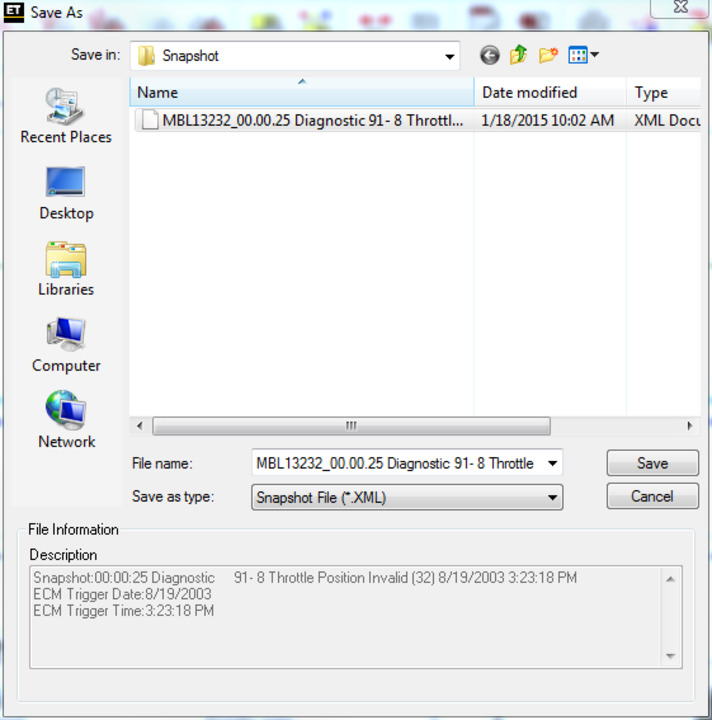 ET Save As
Save in: Snapshot
Name Date modified Type
MBL13232_00.00.25 Diagnostic 91- 8 Throttl... 1/18/2015 10:02 AM XML Docu
Recent Places
Desktop
Libraries
Computer
Network
File name: MBL13232_00.00.25 Diagnostic 91- 8 Throttle Save
Save as type: Snapshot File (*.XML) Cancel
File Information
Description
Snapshot:00:00:25 Diagnostic 91- 8 Throttle Position Invalid (32) 8/19/2003 3:23:18 PM
ECM Trigger Date:8/19/2003
ECM Trigger Time:3:23:18 PM